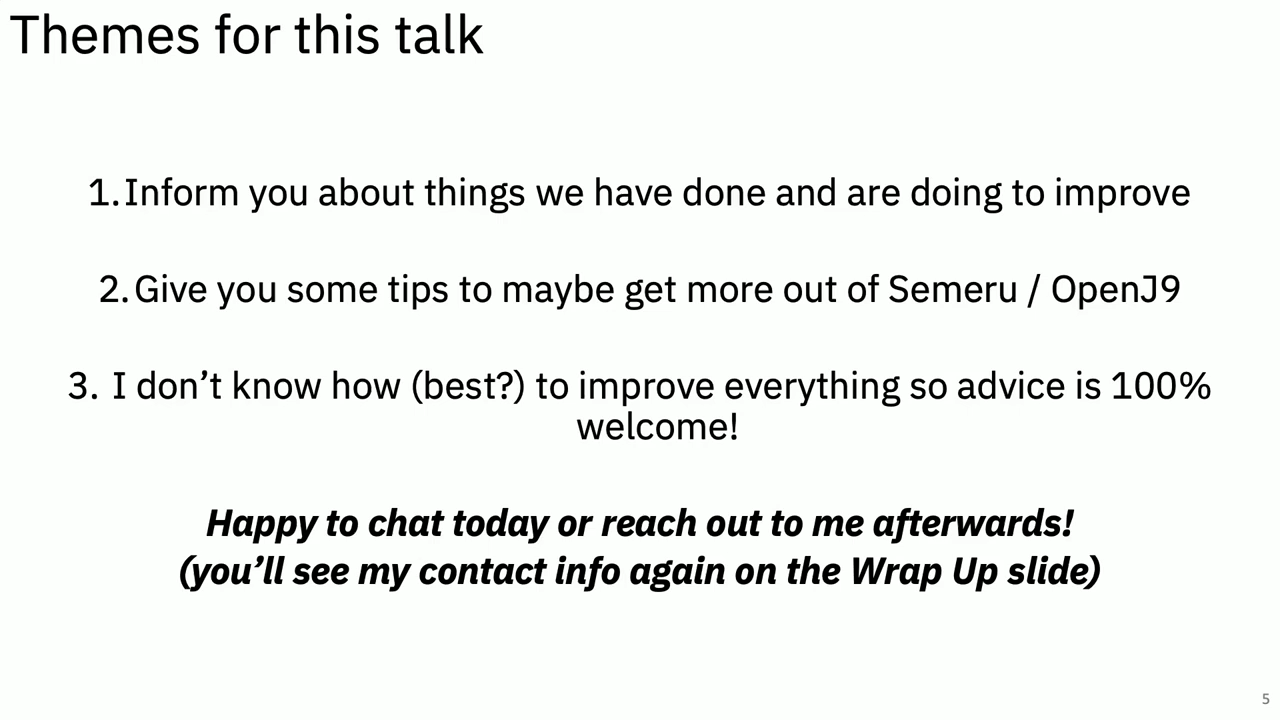 Themes for this talk
1. Inform you about things we have done and are doing to improve
2. Give you some tips to maybe get more out of Semeru / OpenJ9
3. I don’t know how (best?) to improve everything so advice is 100%
welcome!
Happy to chat today or reach out to me afterwards!
(you’ll see my contact info again on the Wrap Up slide)
5